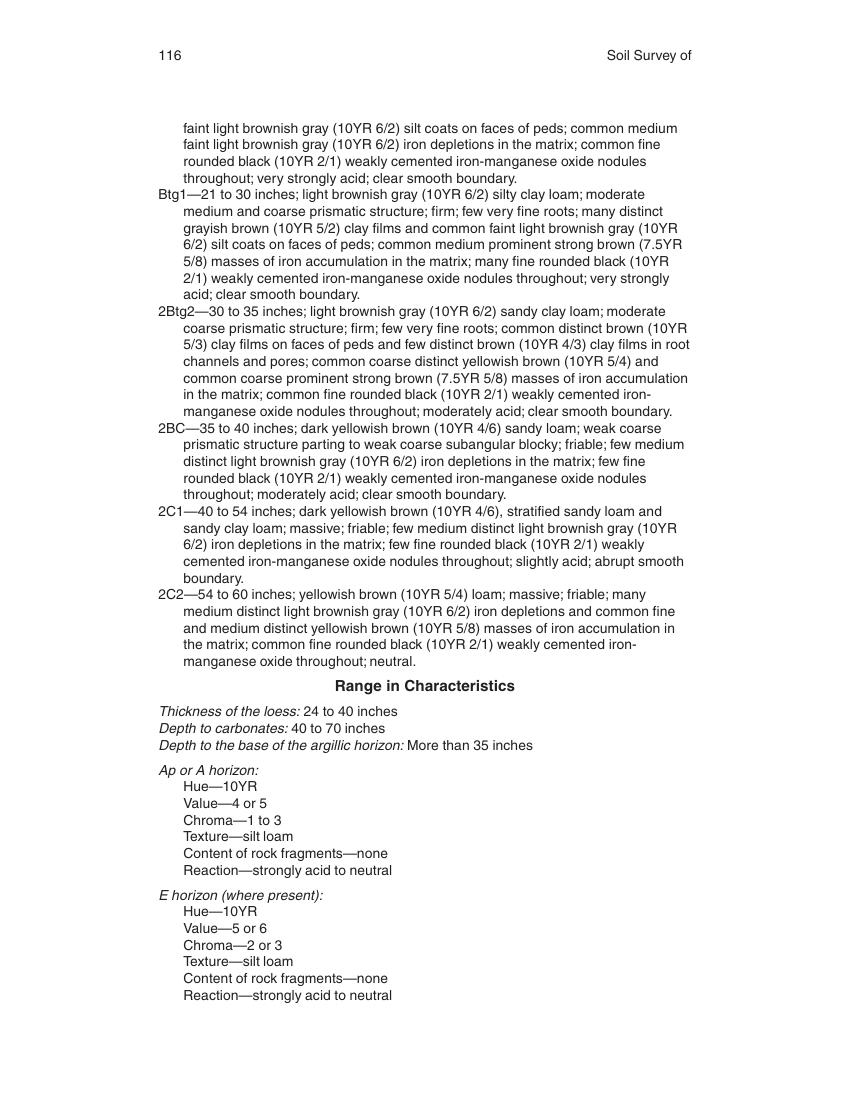 116
Soil Survey of
faint light brownish gray (10YR 6/2) silt coats on faces of peds; common medium
faint light brownish gray (10YR 6/2) iron depletions in the matrix; common fine
rounded black (10YR 2/1) weakly cemented iron-manganese oxide nodules
throughout; very strongly acid; clear smooth boundary.
Btg1—21 to 30 inches; light brownish gray (10YR 6/2) silty clay loam; moderate
medium and coarse prismatic structure; firm; few very fine roots; many distinct
grayish brown (10YR 5/2) clay films and common faint light brownish gray (10YR
6/2) silt coats on faces of peds; common medium prominent strong brown (7.5YR
5/8) masses of iron accumulation in the matrix; many fine rounded black (10YR
2/1) weakly cemented iron-manganese oxide nodules throughout; very strongly
acid; clear smooth boundary.
2Btg2—30 to 35 inches; light brownish gray (10YR 6/2) sandy clay loam; moderate
coarse prismatic structure; firm; few very fine roots; common distinct brown (10YR
5/3) clay films on faces of peds and few distinct brown (10YR 4/3) clay films in root
channels and pores; common coarse distinct yellowish brown (10YR 5/4) and
common coarse prominent strong brown (7.5YR 5/8) masses of iron accumulation
in the matrix; common fine rounded black (10YR 2/1) weakly cemented iron-
manganese oxide nodules throughout; moderately acid; clear smooth boundary.
2BC—35 to 40 inches; dark yellowish brown (10YR 4/6) sandy loam; weak coarse
prismatic structure parting to weak coarse subangular blocky; friable; few medium
distinct light brownish gray (10YR 6/2) iron depletions in the matrix; few fine
rounded black (10YR 2/1) weakly cemented iron-manganese oxide nodules
throughout; moderately acid; clear smooth boundary.
2C1—40 to 54 inches; dark yellowish brown (10YR 4/6), stratified sandy loam and
sandy clay loam; massive; friable; few medium distinct light brownish gray (10YR
6/2) iron depletions in the matrix; few fine rounded black (10YR 2/1) weakly
cemented iron-manganese oxide nodules throughout; slightly acid; abrupt smooth
boundary.
2C2—54 to 60 inches; yellowish brown (10YR 5/4) loam; massive; friable; many
medium distinct light brownish gray (10YR 6/2) iron depletions and common fine
and medium distinct yellowish brown (10YR 5/8) masses of iron accumulation in
the matrix; common fine rounded black (10YR 2/1) weakly cemented iron-
manganese oxide throughout; neutral.
Range in Characteristics
Thickness of the loess: 24 to 40 inches
Depth to carbonates: 40 to 70 inches
Depth to the base of the argillic horizon: More than 35 inches
Ap or A horizon:
Hue—10YR
Value—4 or 5
Chroma—1 to 3
Texture—silt loam
Content of rock fragments—none
Reaction—strongly acid to neutral
E horizon (where present):
Hue—10YR
Value—5 or 6
Chroma—2 or 3
Texture—silt loam
Content of rock fragments—none
Reaction—strongly acid to neutral